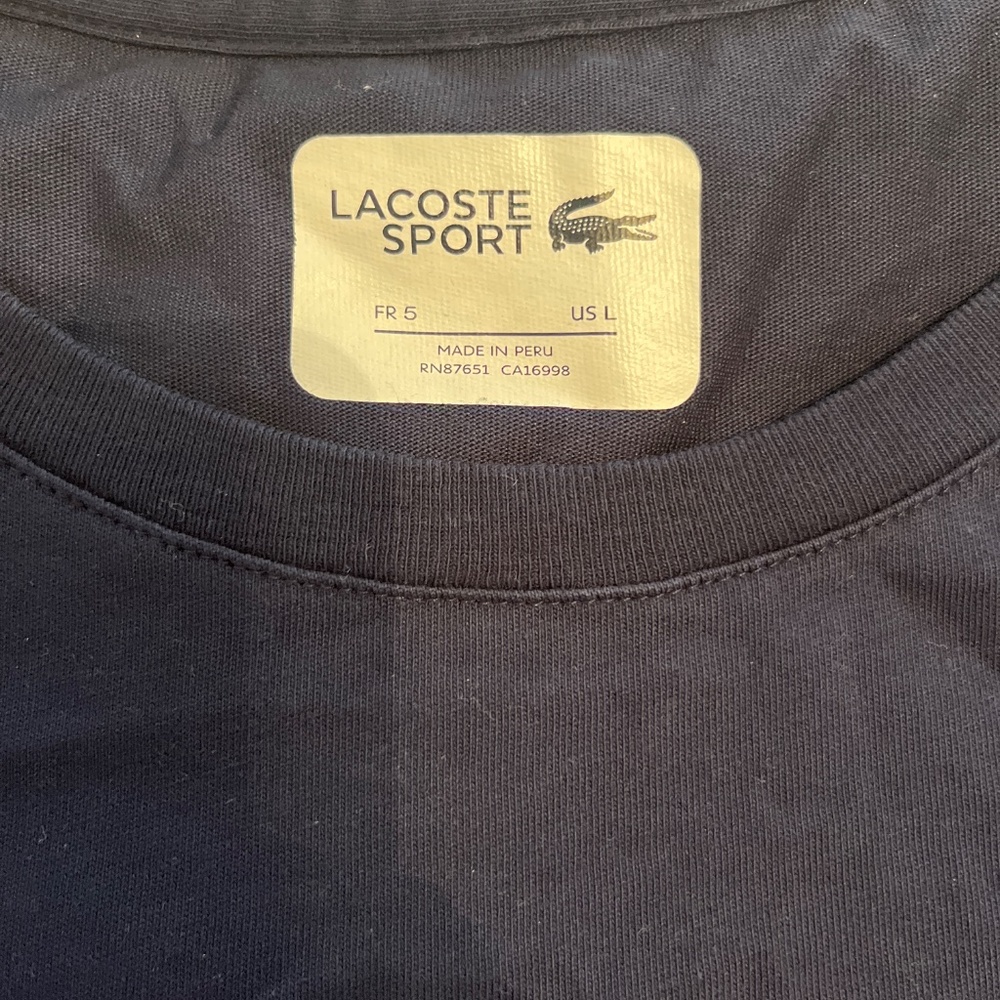 LACOSTE
SPORT
FR 5 US L
MADE IN PERU
RN87651 CA16998